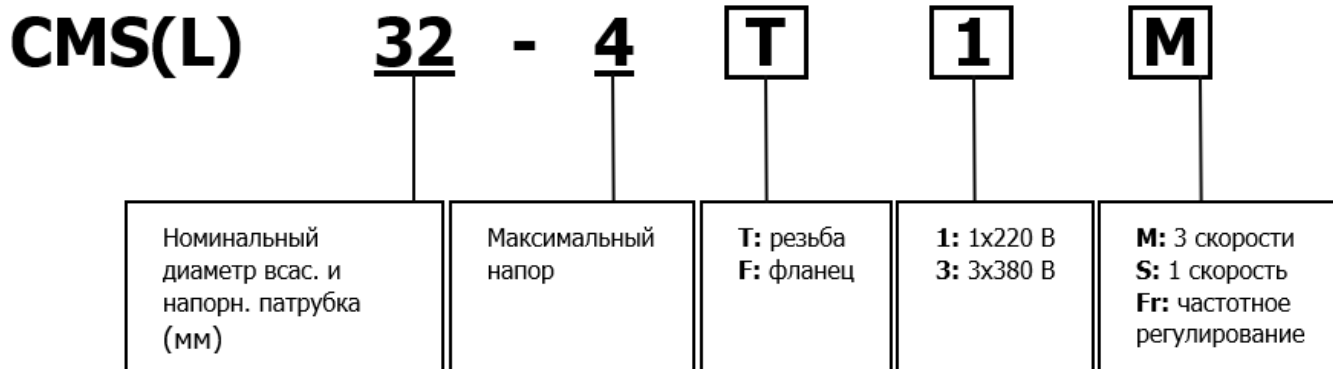 CMS(L) 32 - 4 T 1 M
Номинальный
диаметр всас. и
напорн. патрубка
(мм)
Максимальный
напор
T: резьба
F: фланец
1: 1x220 В
3: 3x380 В
M: 3 скорости
S: 1 скорость
Fr: частотное
регулирование